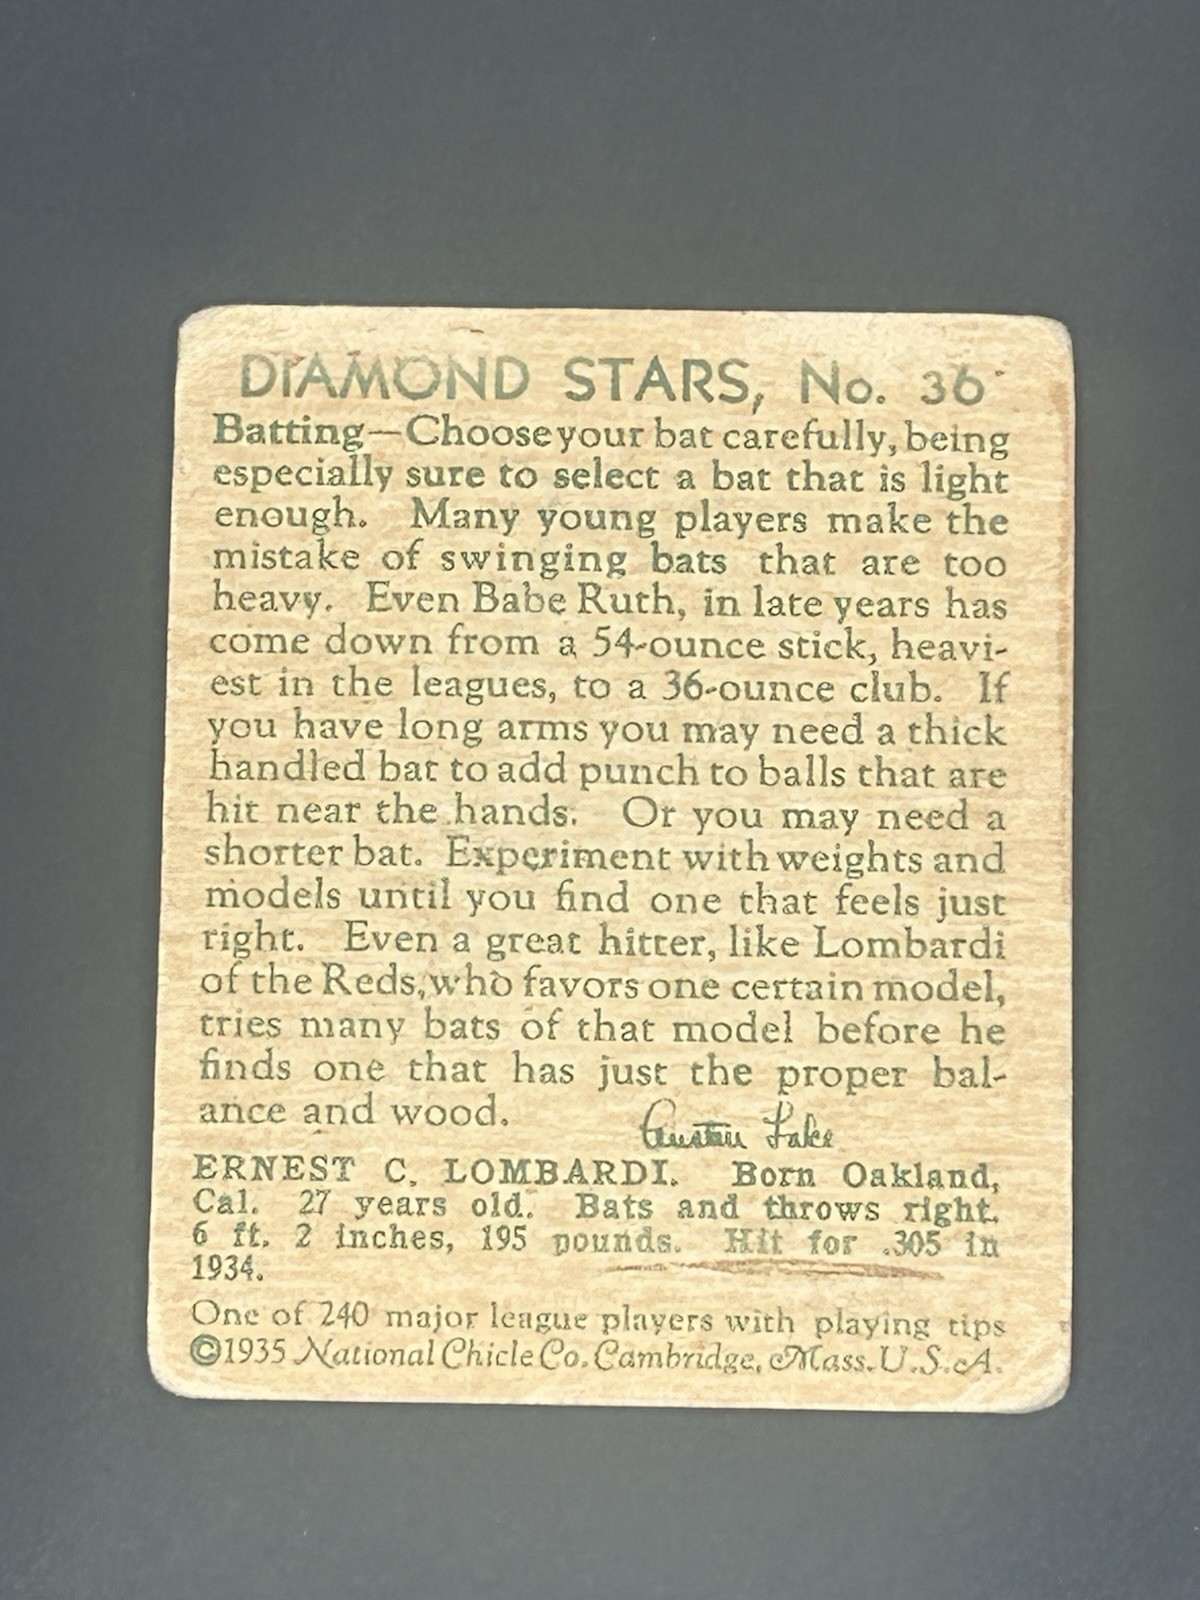 DIAMOND STARS, No. 36
Batting—Choose your bat carefully, being
especially sure to select a bat that is light
enough. Many young players make the
mistake of swinging bats that are too
heavy. Even Babe Ruth, in late years has
come down from a 54-ounce stick, heavi-
est in the leagues, to a 36-ounce club. If
you have long arms you may need a thick
handled bat to add punch to balls that are
hit near the hands. Or you may need a
shorter bat. Experiment with weights and
models until you find one that feels just
right. Even a great hitter, like Lombardi
of the Reds, who favors one certain model,
tries many bats of that model before he
finds one that has just the proper bal-
ance and wood.
Austen Lake
ERNEST C. LOMBARDI. Born Oakland,
Cal. 27 years old. Bats and throws right.
6 ft. 2 inches, 195 pounds. Hit for .305 in
1934.
One of 240 major league players with playing tips
©1935 National Chicle Co. Cambridge, Mass. U.S.A.